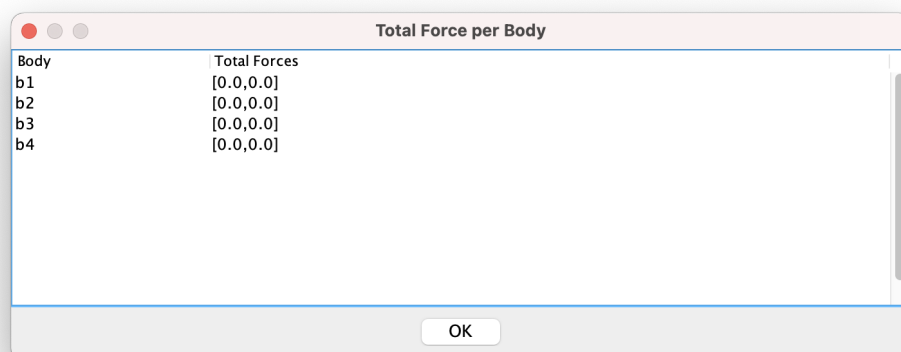 Total Force per Body
Body Total Forces
b1 [0.0,0.0]
b2 [0.0,0.0]
b3 [0.0,0.0]
b4 [0.0,0.0]
OK